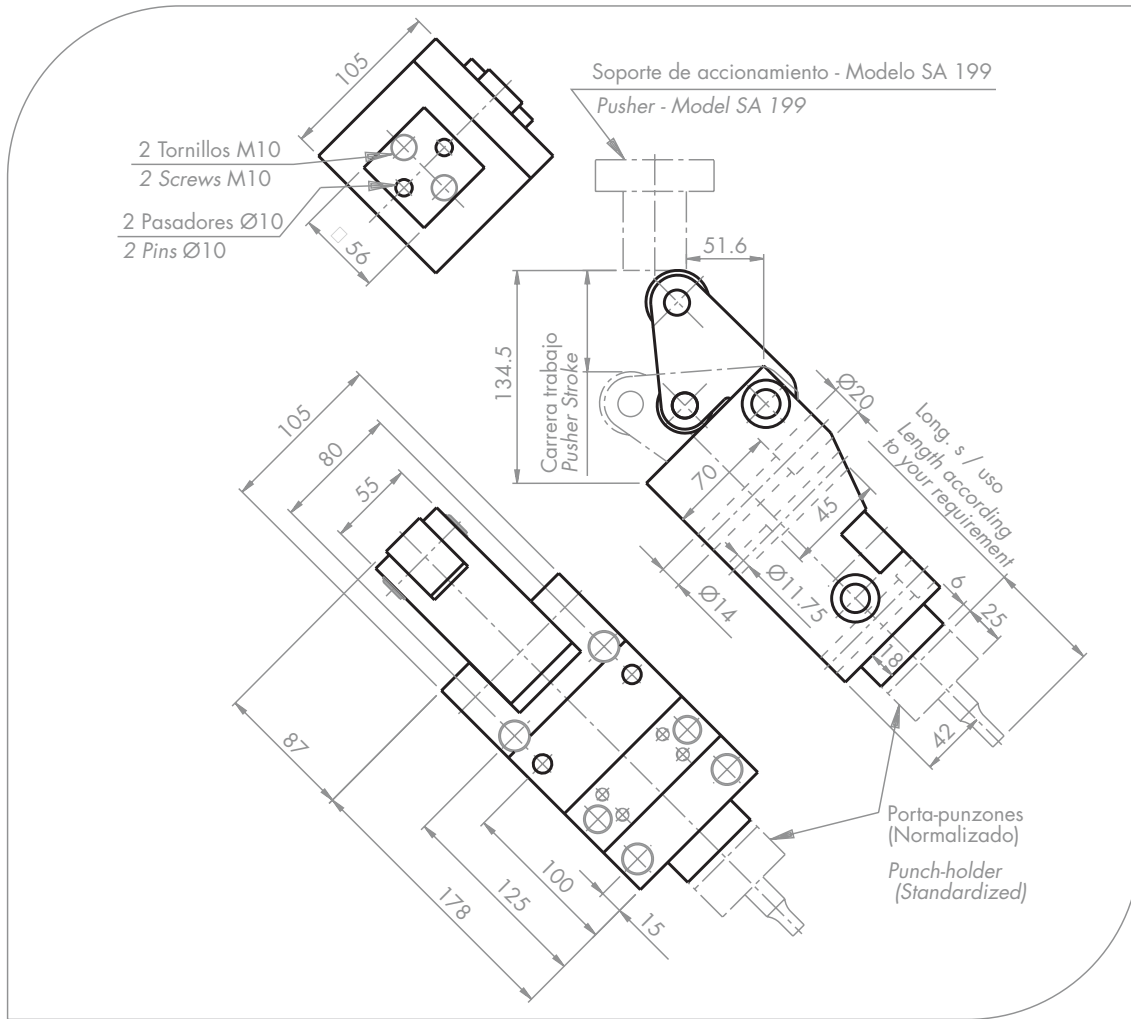 105
2 Tornillos M10
2 Screws M10
2 Pasadores Ø10
2 Pins Ø10
□ 56
Soporte de accionamiento - Modelo SA 199
Pusher - Model SA 199
51.6
134.5
Carrera trabajo
Pusher Stroke
Ø20
Long. s / uso
Length according
to your requirement
70
45
Ø11.75
Ø14
6
25
18
42
105
80
55
87
178
125
100
15
Porta-punzones
(Normalizado)
Punch-holder
(Standardized)